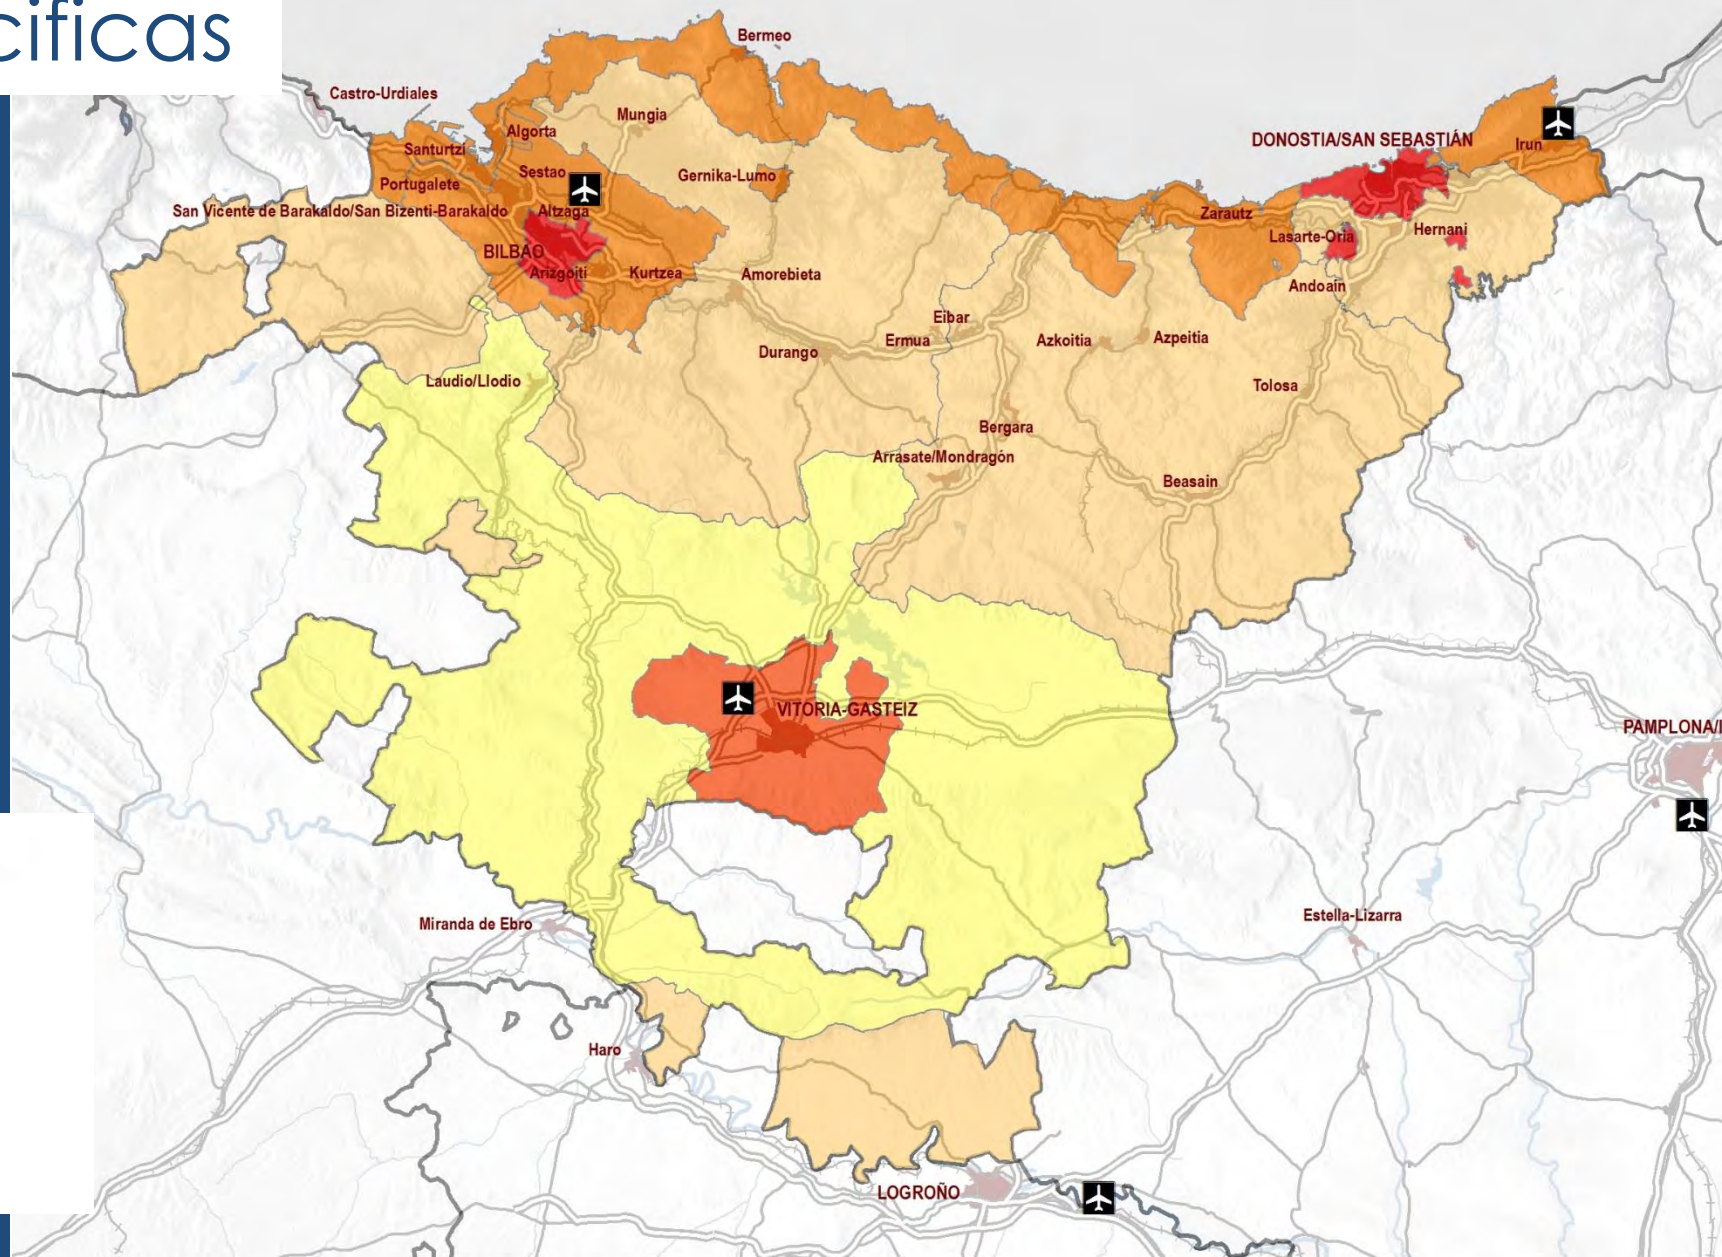 cificas
Bermeo
Castro-Urdiales
Mungia
Algorta
DONOSTIA/SAN SEBASTIÁN
Irun
Santurtzi
Sestao
Gernika-Lumo
Portugalete
San Vicente de Barakaldo/San Bizenti-Barakaldo
Altzaga
Zarautz
Hernani
Lasarte-Oria
BILBAO
Arizgoiti
Kurtzea
Amorebieta
Andoain
Eibar
Ermua
Azkoitia
Azpeitia
Durango
Laudio/Llodio
Tolosa
Bergara
Arrasate/Mondragón
Beasain
VITORIA-GASTEIZ
PAMPLONA/I
Miranda de Ebro
Estella-Lizarra
Haro
LOGROÑO